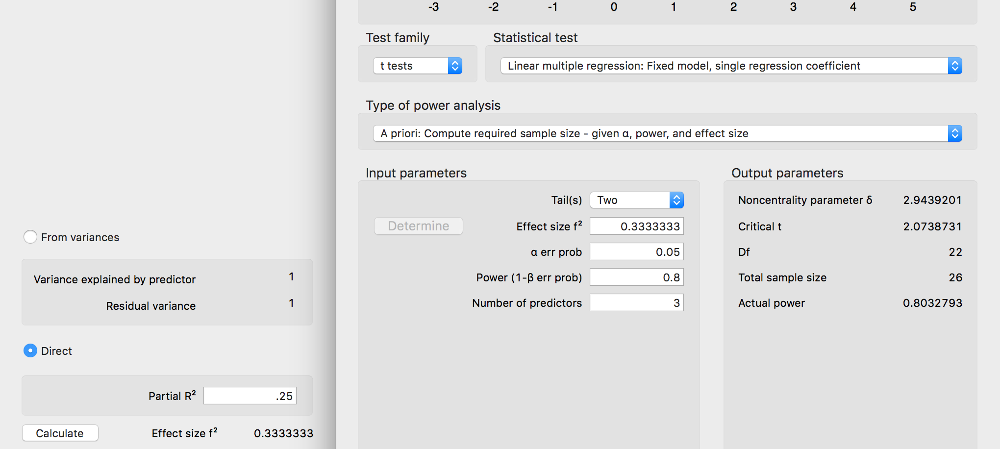 -3 -2 -1 0 1 2 3 4 5
Test family
Statistical test
t tests
Linear multiple regression: Fixed model, single regression coefficient
Type of power analysis
A priori: Compute required sample size - given α, power, and effect size
Input parameters
Tail(s) Two
Determine
Effect size f² 0.3333333
α err prob 0.05
Power (1-β err prob) 0.8
Number of predictors 3
Output parameters
Noncentrality parameter δ 2.9439201
Critical t 2.0738731
Df 22
Total sample size 26
Actual power 0.8032793
From variances
Variance explained by predictor 1
Residual variance 1
Direct
Partial R² .25
Calculate
Effect size f² 0.3333333